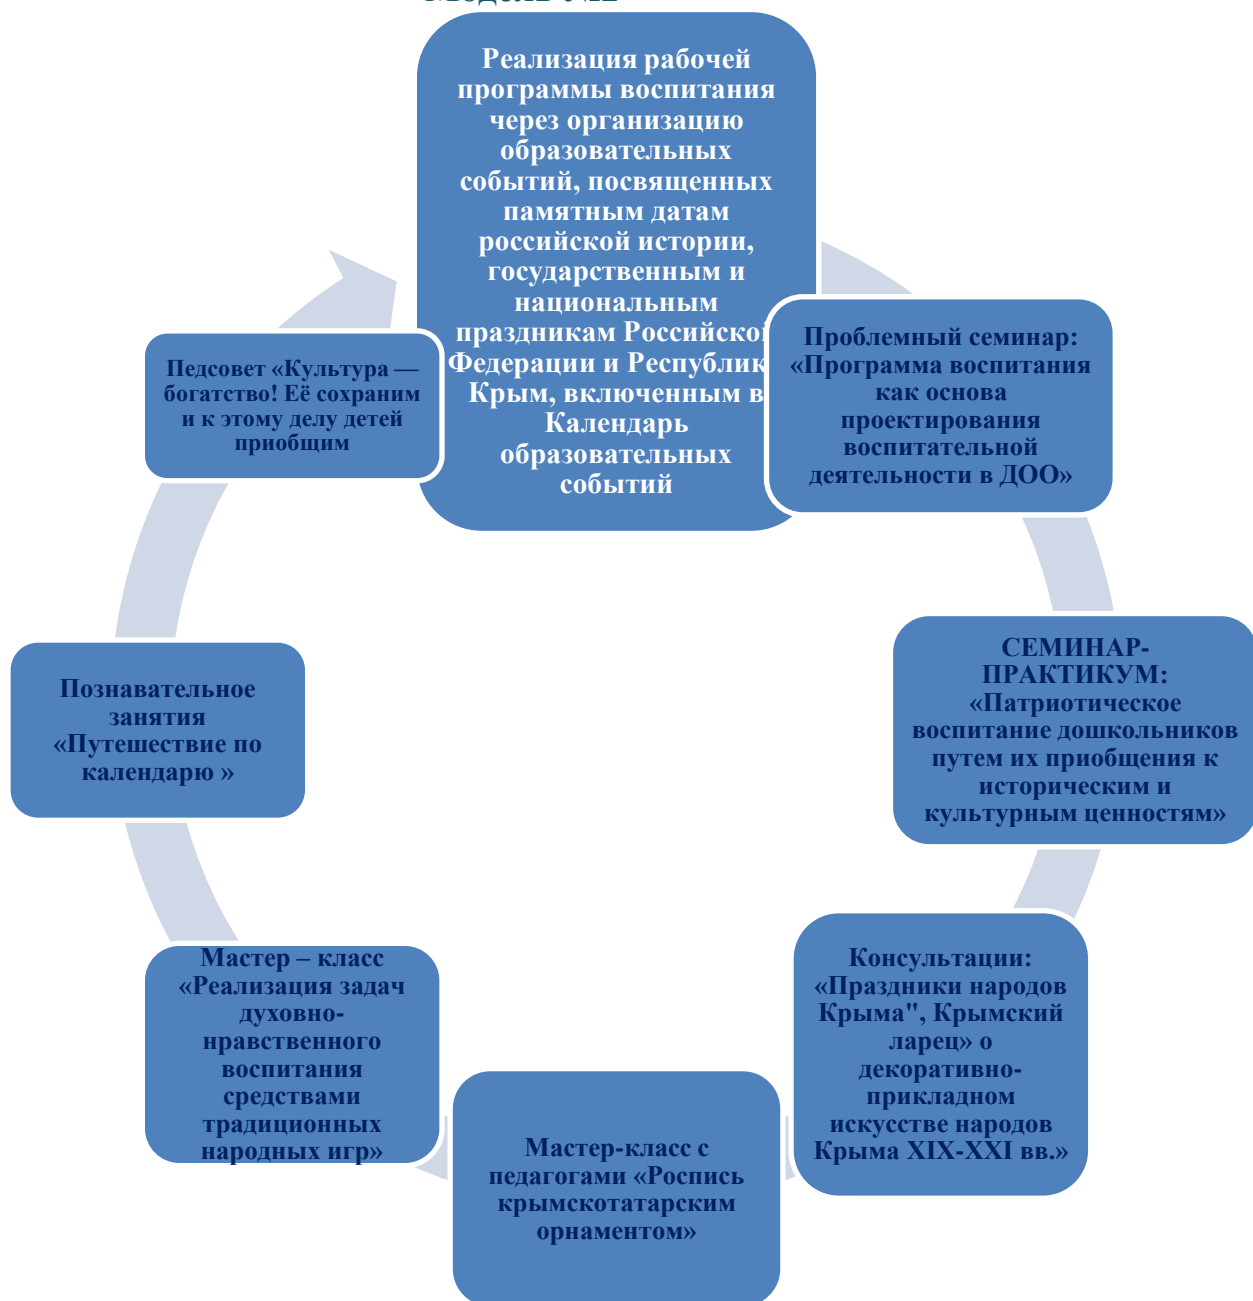 Реализация рабочей
программы воспитания
через организацию
образовательных
событий, посвященных
памятным датам
российской истории,
государственным и
национальным
праздникам Российской
Федерации и Республик
Крым, включенным в
Календарь
образовательных
событий
Проблемный семинар:
«Программа воспитания
как основа
проектирования
воспитательной
деятельности в ДОО»
СЕМИНАР-
ПРАКТИКУМ:
«Патриотическое
воспитание дошкольников
путем их приобщения к
историческим и
культурным ценностям»
Консультации:
«Праздники народов
Крыма", Крымский
ларец» о
декоративно-
прикладном
искусстве народов
Крыма XIX-XXI вв.»
Мастер-класс с
педагогами «Роспись
крымскотатарским
орнаментом»
Мастер – класс
«Реализация задач
духовно-
нравственного
воспитания
средствами
традиционных
народных игр»
Познавательное
занятия
«Путешествие по
календарю »
Педсовет «Культура —
богатство! Её сохраним
и к этому делу детей
приобщим